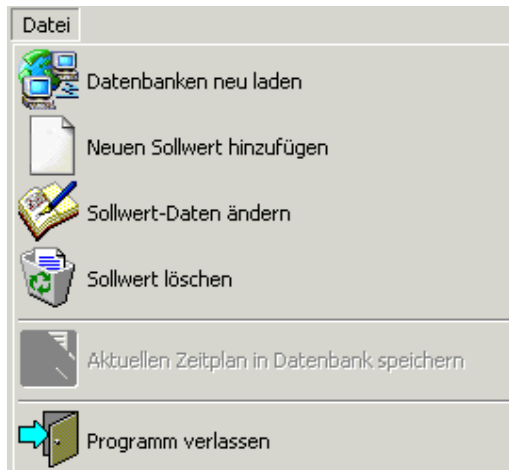 Datei
Datenbanken neu laden
Neuen Sollwert hinzufügen
Sollwert-Daten ändern
Sollwert löschen
Aktuellen Zeitplan in Datenbank speichern
Programm verlassen